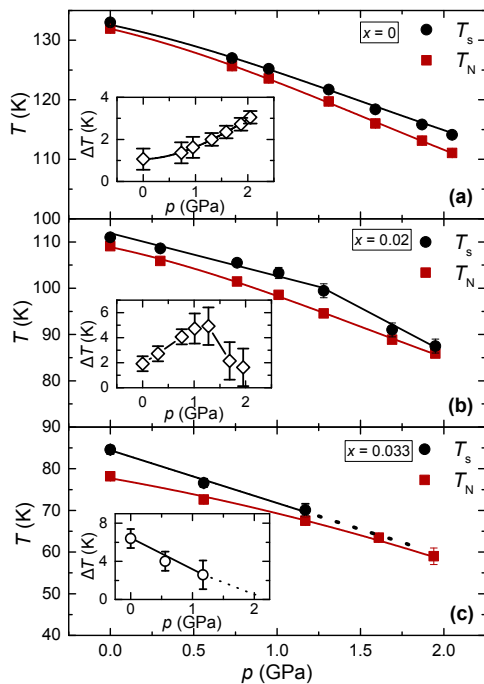 130
120
110
T (K)
x = 0
Ts
TN
4
2
0
ΔT (K)
0 1 2
p (GPa)
(a)
110
100
90
80
T (K)
x = 0.02
Ts
TN
6
4
2
0
ΔT (K)
0 1 2
p (GPa)
(b)
100
90
80
70
60
50
40
T (K)
x = 0.033
Ts
TN
8
4
0
ΔT (K)
0 1 2
p (GPa)
(c)
0.0 0.5 1.0 1.5 2.0
p (GPa)